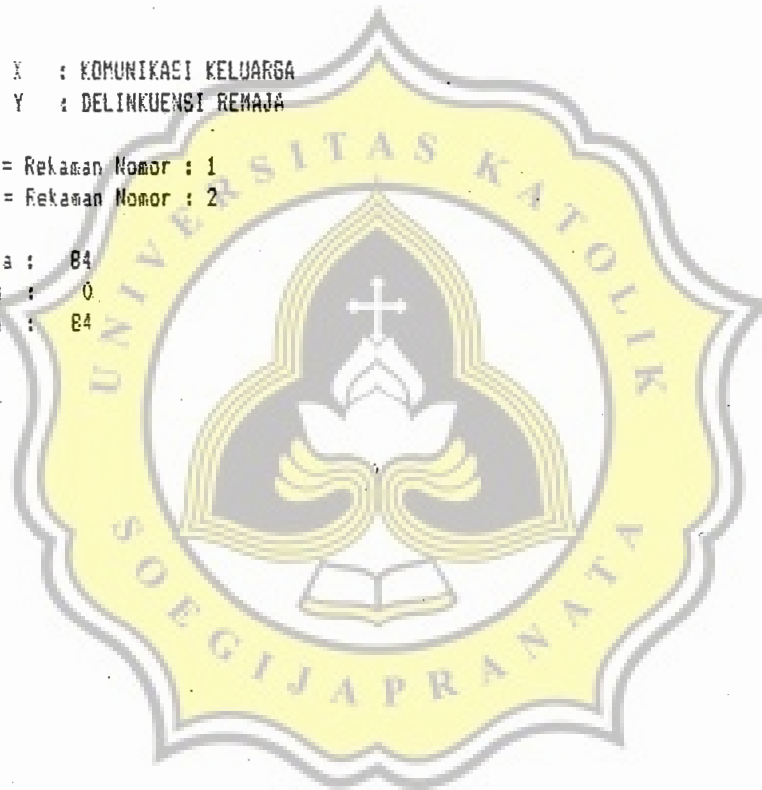 X : KOMUNIKASI KELUARGA
Y : DELINKUENSI REMAJA
= Rekaman Nomor : 1
= Rekaman Nomor : 2
a : 84
: 0
: 84
UNIVERSITAS KATOLIK
SOEGIJAPRANATA